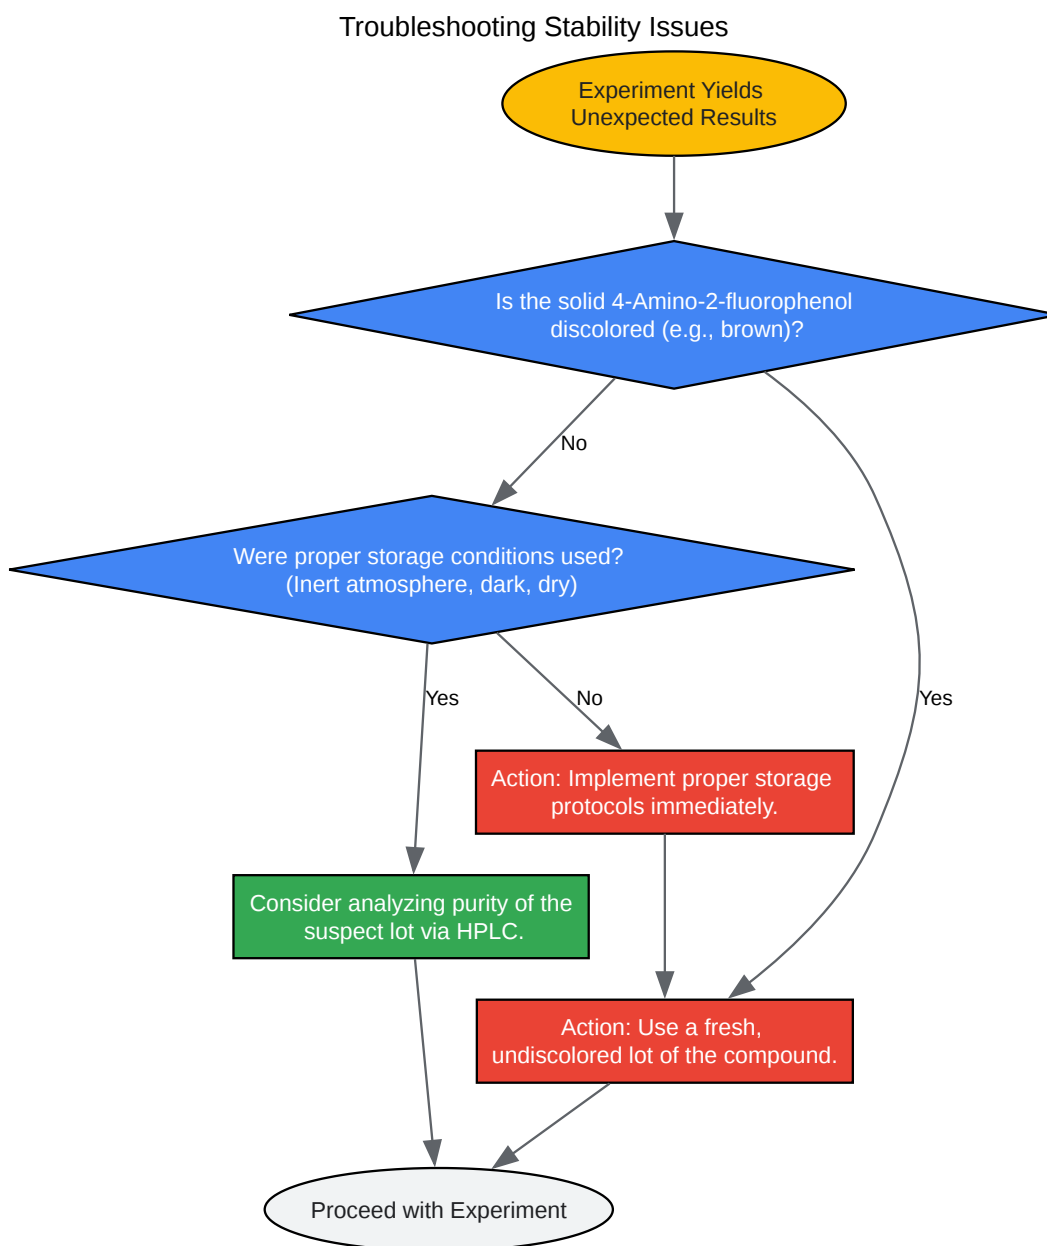 Troubleshooting Stability Issues
Experiment Yields
Unexpected Results
Is the solid 4-Amino-2-fluorophenol
discolored (e.g., brown)?
No
Were proper storage conditions used?
(Inert atmosphere, dark, dry)
Yes
No
Yes
Action: Implement proper storage
protocols immediately.
Consider analyzing purity of the
suspect lot via HPLC.
Action: Use a fresh,
undiscolored lot of the compound.
Proceed with Experiment